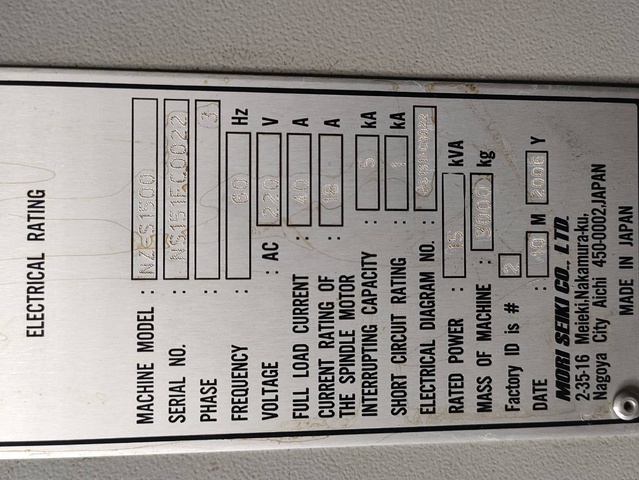 ELECTRICAL RATING
MACHINE MODEL : NZ-S1500
SERIAL NO. : NS151FC0022
PHASE : 3
FREQUENCY : 60 Hz
VOLTAGE : AC 220 V
FULL LOAD CURRENT : 40 A
CURRENT RATING OF
THE SPINDLE MOTOR : 18 A
INTERRUPTING CAPACITY : 5 kA
SHORT CIRCUIT RATING : 1 kA
ELECTRICAL DIAGRAM NO. :
RATED POWER : 15 kVA
MASS OF MACHINE : 3000 kg
Factory ID is # 2
DATE : 10 M 2006 Y
MORI SEIKI CO., LTD.
2-35-16 Meieki,Nakamura-ku,
Nagoya City Aichi 450-0002,JAPAN
MADE IN JAPAN